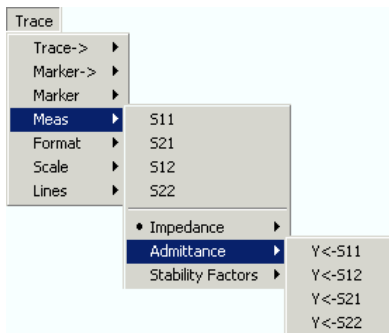 Trace
Trace->
Marker->
Marker
Meas
Format
Scale
Lines
S11
S21
S12
S22
• Impedance
Admittance
Stability Factors
Y<-S11
Y<-S12
Y<-S21
Y<-S22